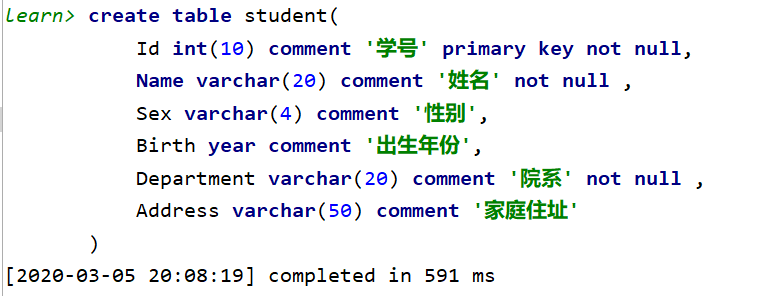 learn> create table student(
Id int(10) comment '学号' primary key not null,
Name varchar(20) comment '姓名' not null ,
Sex varchar(4) comment '性别',
Birth year comment '出生年份',
Department varchar(20) comment '院系' not null ,
Address varchar(50) comment '家庭住址'
)
[2020-03-05 20:08:19] completed in 591 ms